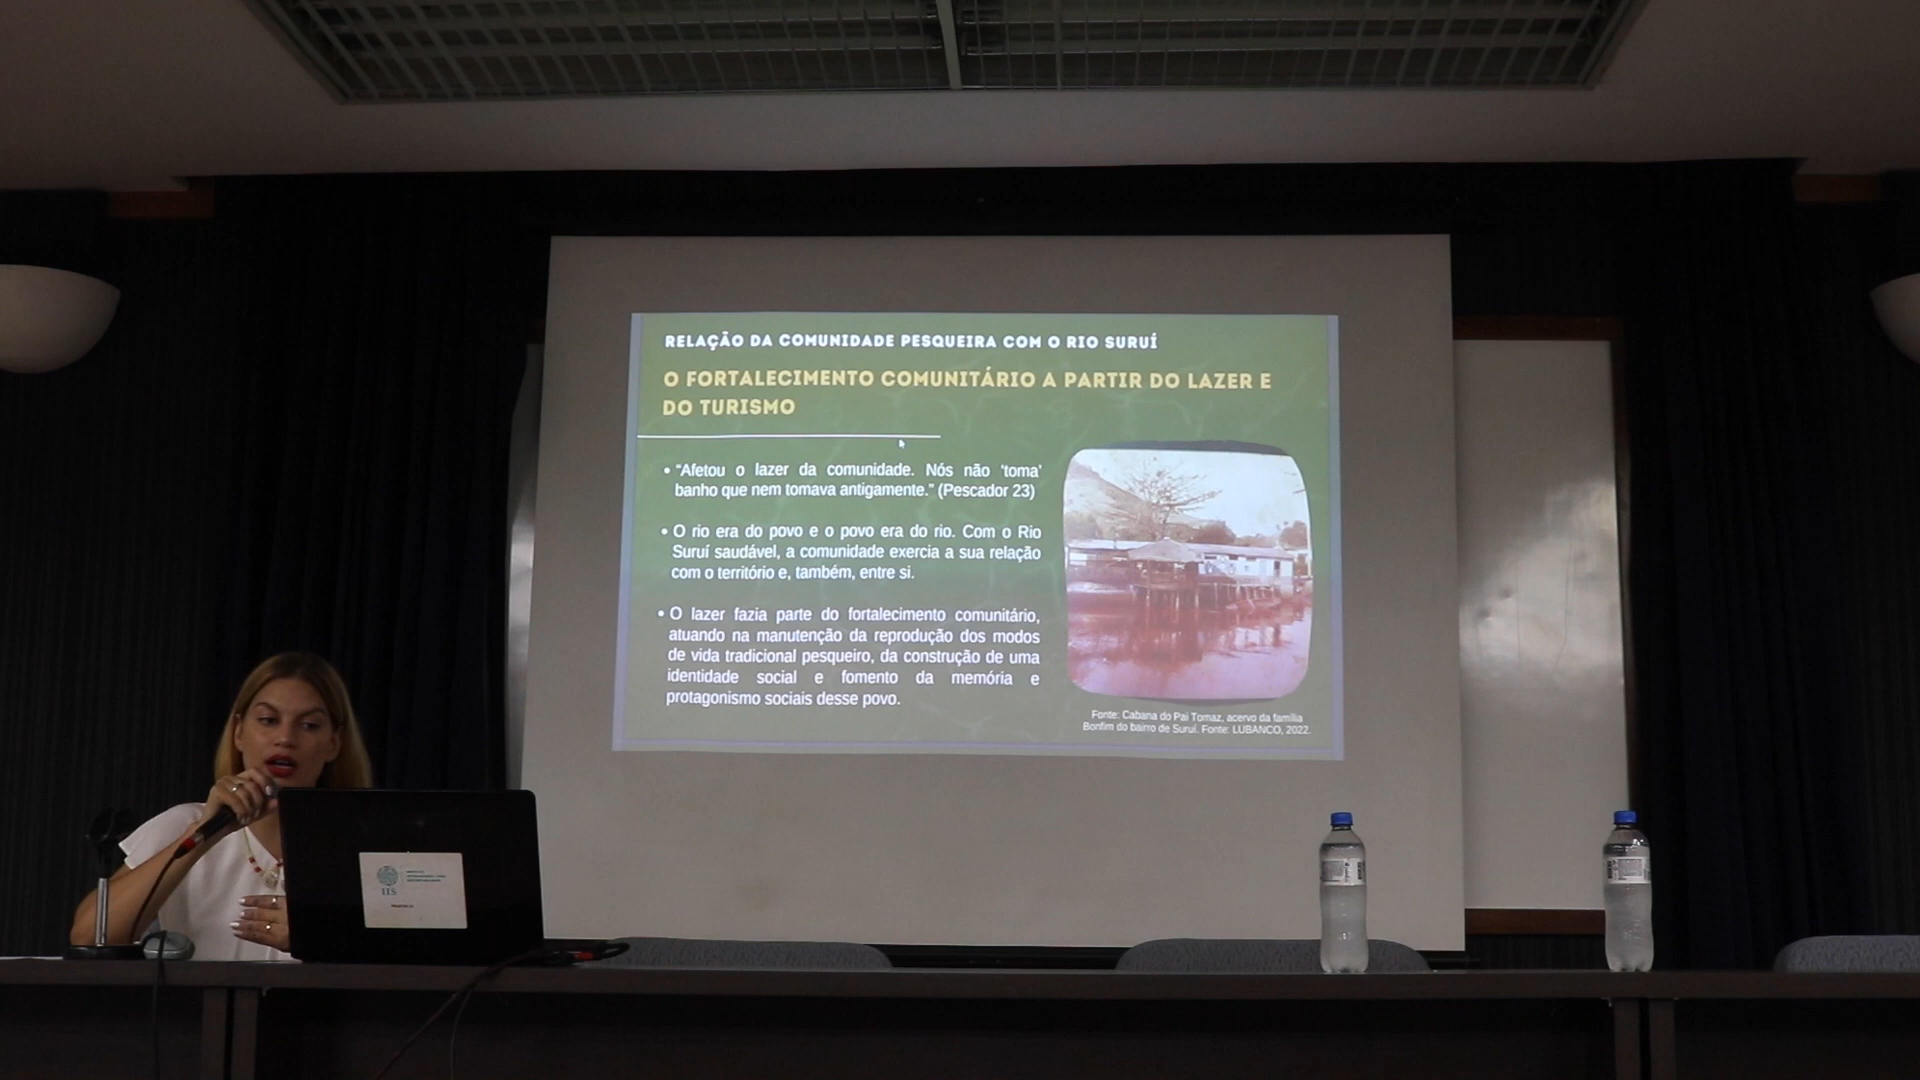 RELAÇÃO DA COMUNIDADE PESQUEIRA COM O RIO SURUÍ
O FORTALECIMENTO COMUNITÁRIO A PARTIR DO LAZER E
DO TURISMO
• “Afetou o lazer da comunidade. Nós não ‘toma’
banho que nem tomava antigamente.” (Pescador 23)
• O rio era do povo e o povo era do rio. Com o Rio
Suruí saudável, a comunidade exercia a sua relação
com o território e, também, entre si.
• O lazer fazia parte do fortalecimento comunitário,
atuando na manutenção da reprodução dos modos
de vida tradicional pesqueiro, da construção de uma
identidade social e fomento da memória e
protagonismo sociais desse povo.
Fonte: Cabana do Pai Tomaz, acervo da família
Bonfim do bairro de Suruí. Fonte: LUBANCO, 2022.
IIS